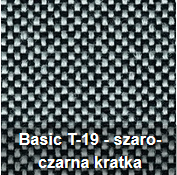 Basic T-19 - szaro-
czarna kratka